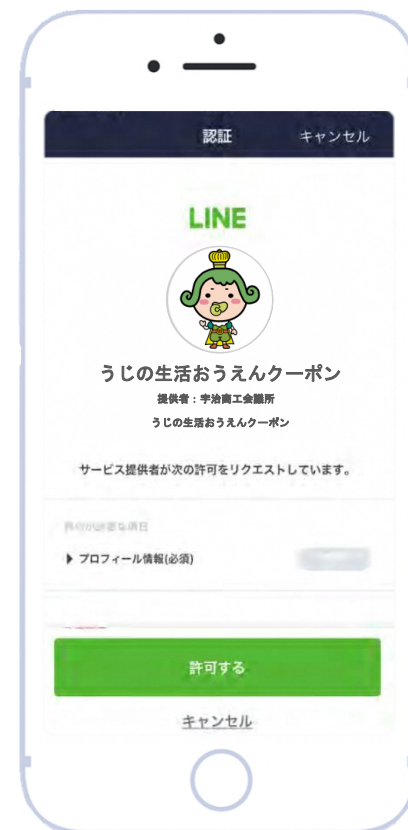 認証
キャンセル
LINE
うじの生活おうえんクーポン
提供者:宇治商工会議所
うじの生活おうえんクーポン
サービス提供者が次の許可をリクエストしています。
▶ プロフィール情報(必須)
許可する
キャンセル